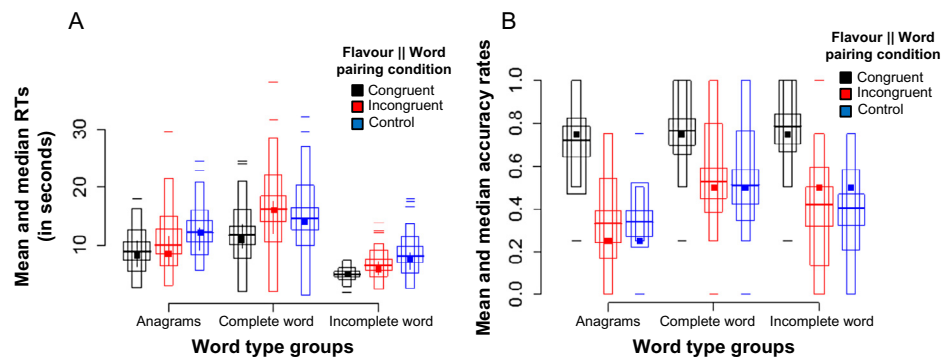 A
Flavour || Word
pairing condition
Congruent
Incongruent
Control
Mean and median RTs
(in seconds)
30
20
10
Anagrams Complete word Incomplete word
Word type groups
B
Flavour || Word
pairing condition
Congruent
Incongruent
Control
Mean and median accuracy rates
1.0
0.8
0.6
0.4
0.2
0.0
Anagrams Complete word Incomplete word
Word type groups